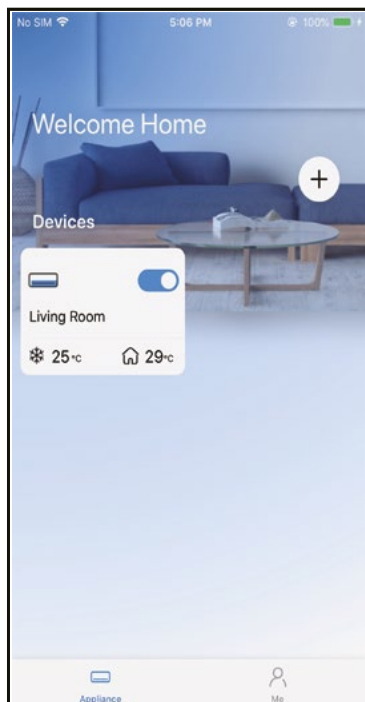 No SIM 5:06 PM 100%
Welcome Home
+
Devices
Living Room
25°C 29°C
Appliance Me